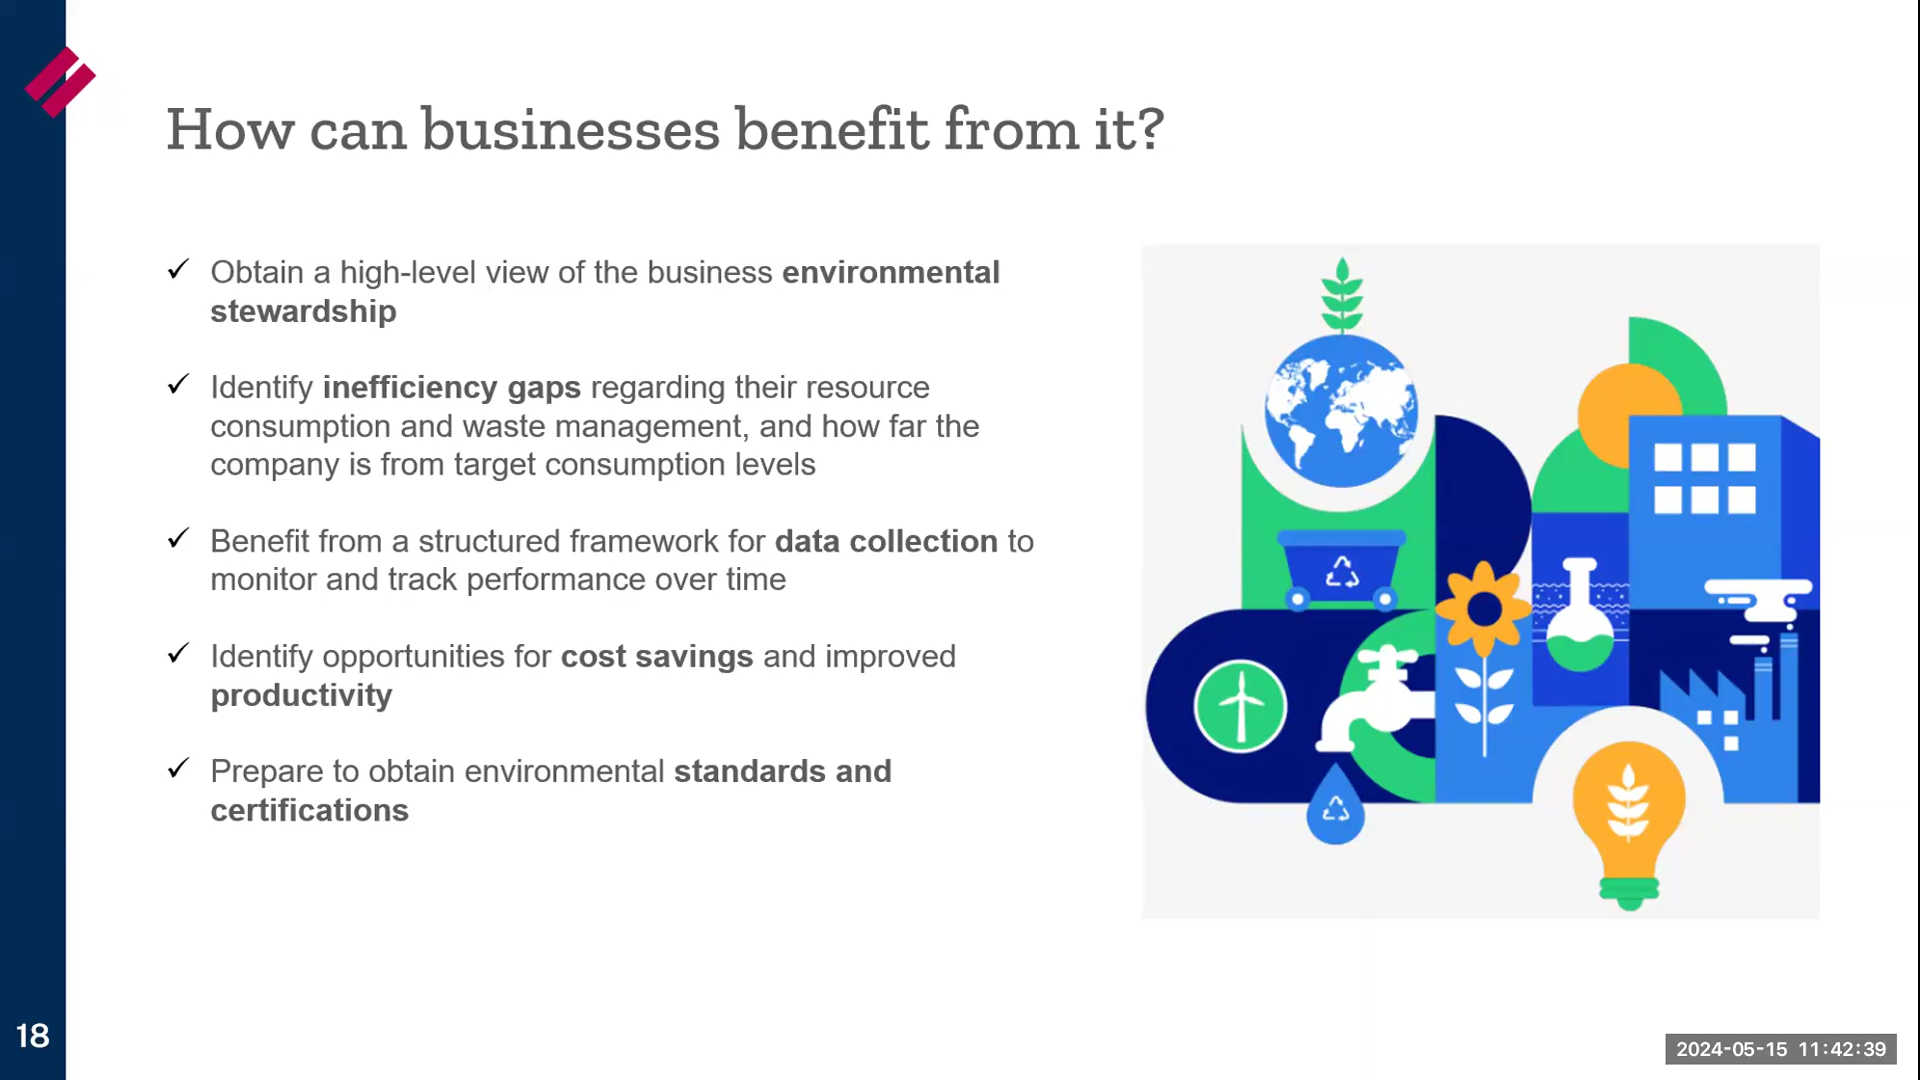 How can businesses benefit from it?
✓ Obtain a high-level view of the business environmental
stewardship
✓ Identify inefficiency gaps regarding their resource
consumption and waste management, and how far the
company is from target consumption levels
✓ Benefit from a structured framework for data collection to
monitor and track performance over time
✓ Identify opportunities for cost savings and improved
productivity
✓ Prepare to obtain environmental standards and
certifications
18
2024-05-15 11:42:39